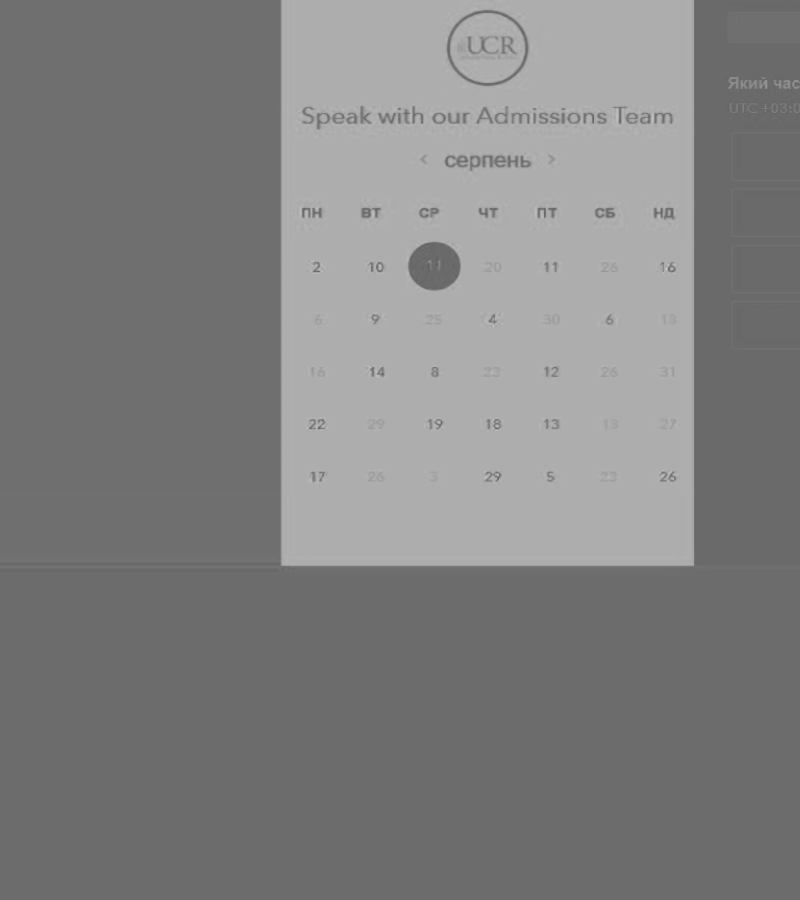 UCR
Speak with our Admissions Team
‹ серпень ›
ПН ВТ СР ЧТ ПТ СБ НД
2 10 11 20 11 26 16
6 9 25 4 30 6 13
16 14 8 23 12 26 31
22 29 19 18 13 13 27
17 26 3 29 5 23 26
Який час
UTC +03:0